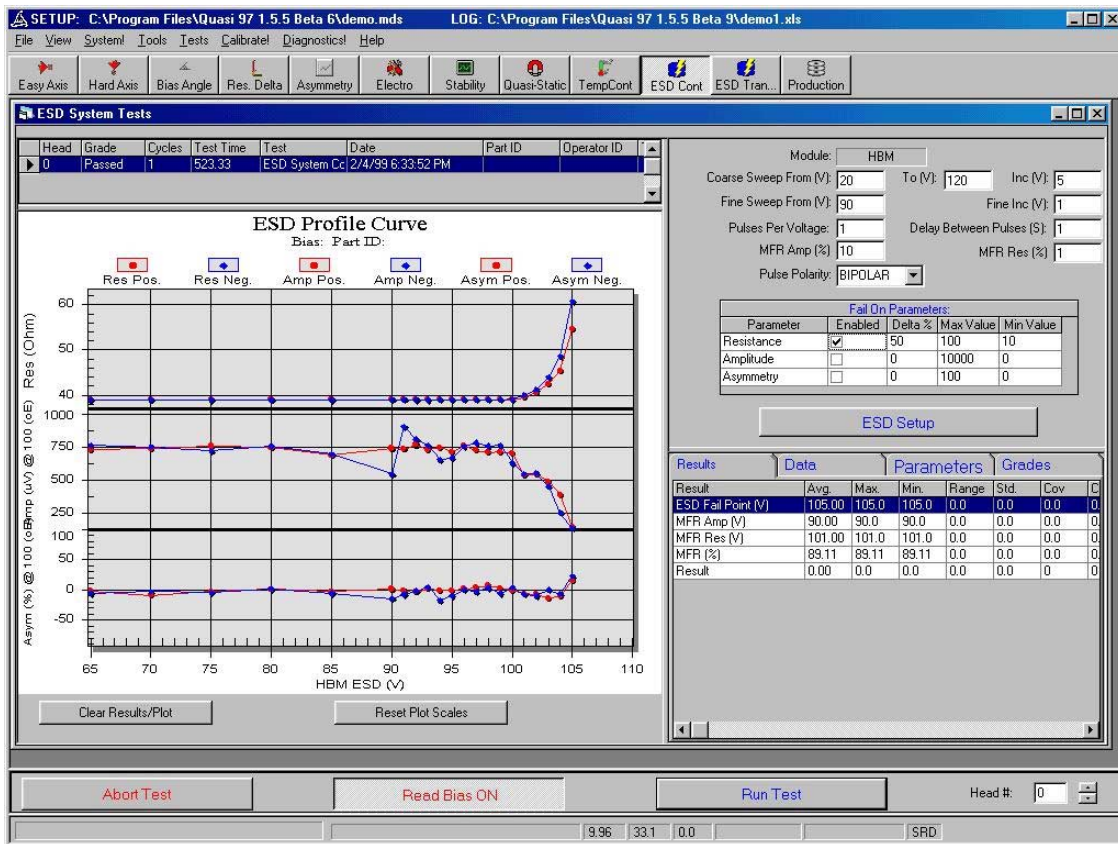 SETUP: C:\Program Files\Quasi 97 1.5.5 Beta 6\demo.mds LOG: C:\Program Files\Quasi 97 1.5.5 Beta 9\demo1.xls
File View System! Tools Tests Calibrate! Diagnostics! Help
Easy Axis Hard Axis Bias Angle Res. Delta Asymmetry Electro Stability Quasi-Static TempCont ESD Cont ESD Tran... Production
ESD System Tests
Head Grade Cycles Test Time Test Date Part ID Operator ID
0 Passed 1 523.33 ESD System Cc 2/4/99 6:33:52 PM
ESD Profile Curve
Bias: Part ID:
Res Pos. Res Neg. Amp Pos. Amp Neg. Asym Pos. Asym Neg.
Res (Ohm)
60
50
40
Amp (uV) @ 100 (oE)
1000
750
500
250
Asym (%) @ 100 (oE)
100
50
0
-50
65 70 75 80 85 90 95 100 105 110
HBM ESD (V)
Clear Results/Plot Reset Plot Scales
Module: HBM
Coarse Sweep From (V): 20 To (V): 120 Inc (V): 5
Fine Sweep From (V): 90 Fine Inc (V): 1
Pulses Per Voltage: 1 Delay Between Pulses (S): 1
MFR Amp (%) 10 MFR Res (%) 1
Pulse Polarity: BIPOLAR
Fail On Parameters:
Parameter Enabled Delta % Max Value Min Value
Resistance 50 100 10
Amplitude 0 10000 0
Asymmetry 0 100 0
ESD Setup
Results Data Parameters Grades
Result Avg. Max. Min. Range Std. Cov C
ESD Fail Point (V) 105.00 105.0 105.0 0.0 0.0 0.0 0.
MFR Amp (V) 90.00 90.0 90.0 0.0 0.0 0.0 0.
MFR Res (V) 101.00 101.0 101.0 0.0 0.0 0.0 0.
MFR (%) 89.11 89.11 89.11 0.0 0.0 0.0 0.
Result 0.00 0.0 0.0 0.0 0.0 0 0.
Abort Test Read Bias ON Run Test Head #: 0
9.96 33.1 0.0 SRD